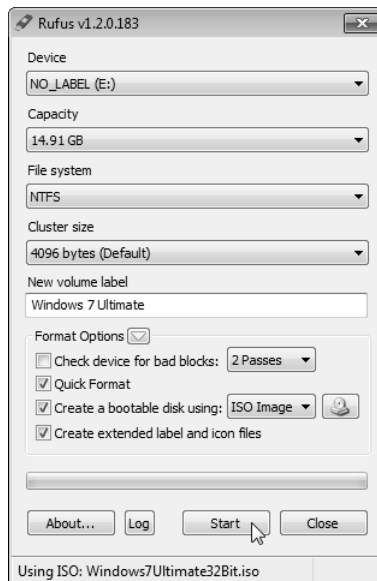 Rufus v1.2.0.183
Device
NO_LABEL (E:)
Capacity
14.91 GB
File system
NTFS
Cluster size
4096 bytes (Default)
New volume label
Windows 7 Ultimate
Format Options
Check device for bad blocks: 2 Passes
Quick Format
Create a bootable disk using: ISO Image
Create extended label and icon files
About... Log Start Close
Using ISO: Windows7Ultimate32Bit.iso